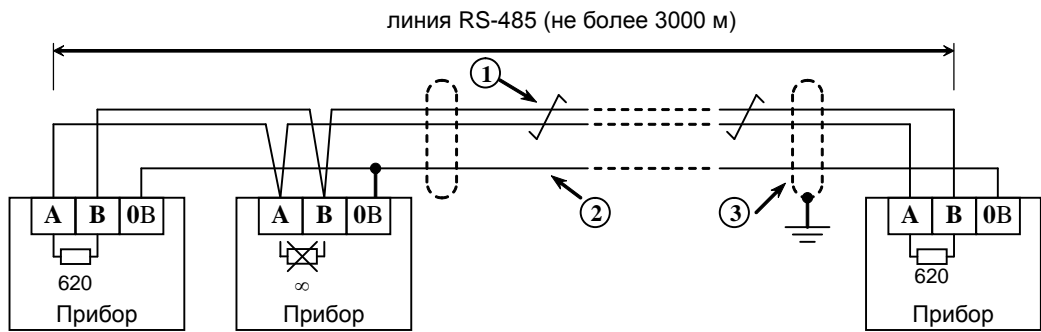 линия RS-485 (не более 3000 м)
1
2
3
A B 0В
620
Прибор
A B 0В
∞
Прибор
A B 0В
620
Прибор